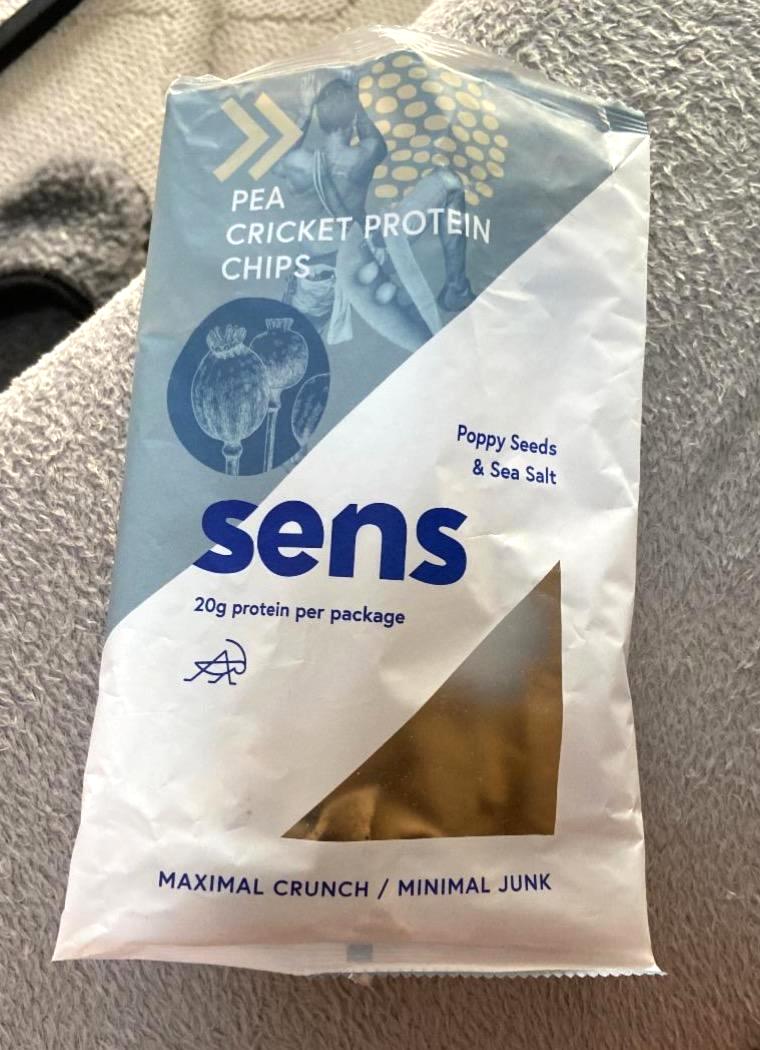 PEA
CRICKET PROTEIN
CHIPS
Poppy Seeds
& Sea Salt
sens
20g protein per package
MAXIMAL CRUNCH / MINIMAL JUNK